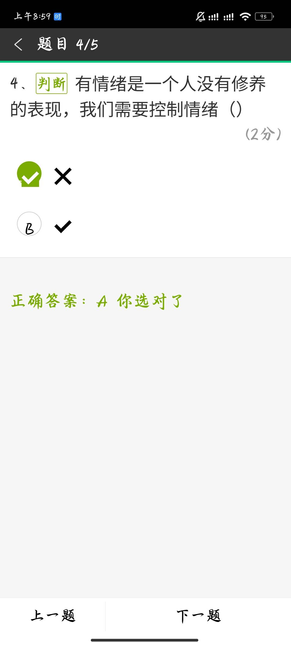 上午8:59
93
题目 4/5
4、判断 有情绪是一个人没有修养
的表现，我们需要控制情绪（）
(2分)
B
正确答案：A 你选对了
上一题
下一题